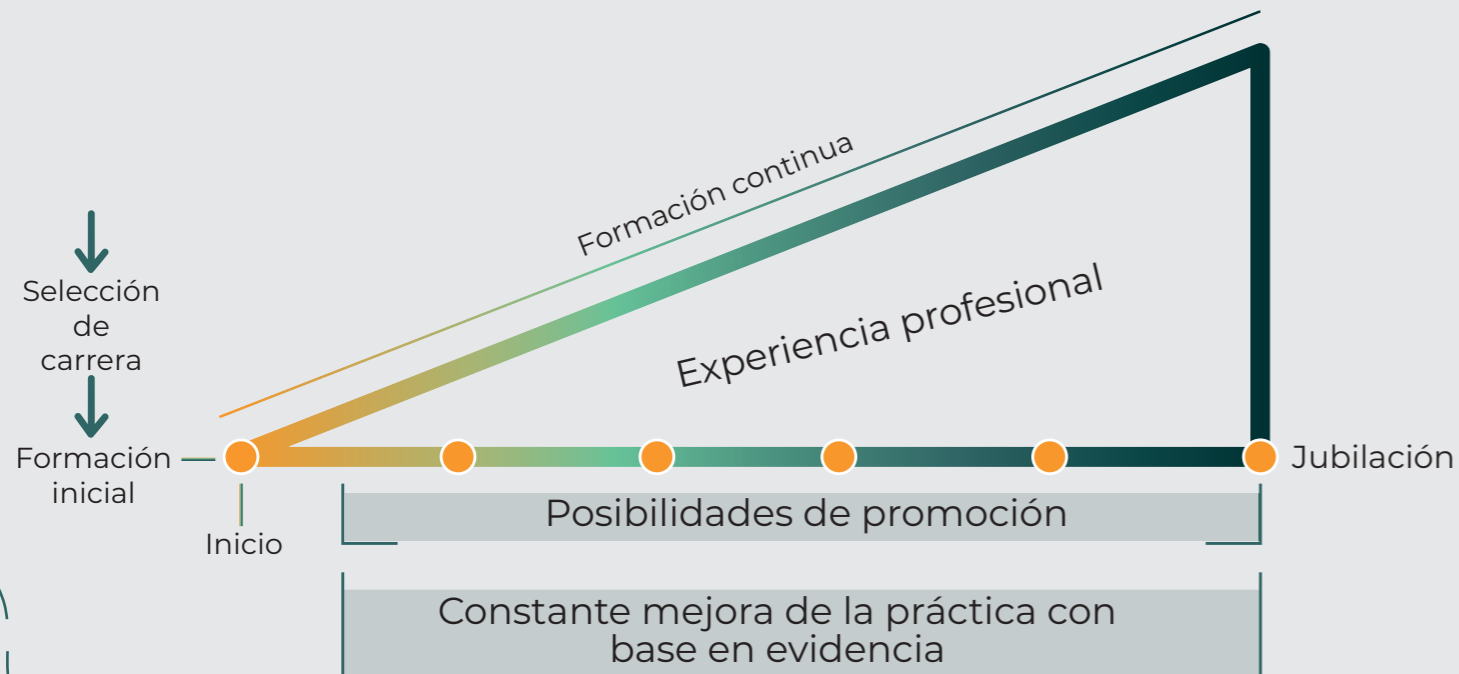 Formación continua
Experiencia profesional
Selección
de
carrera
Formación
inicial
Inicio
Jubilación
Posibilidades de promoción
Constante mejora de la práctica con
base en evidencia